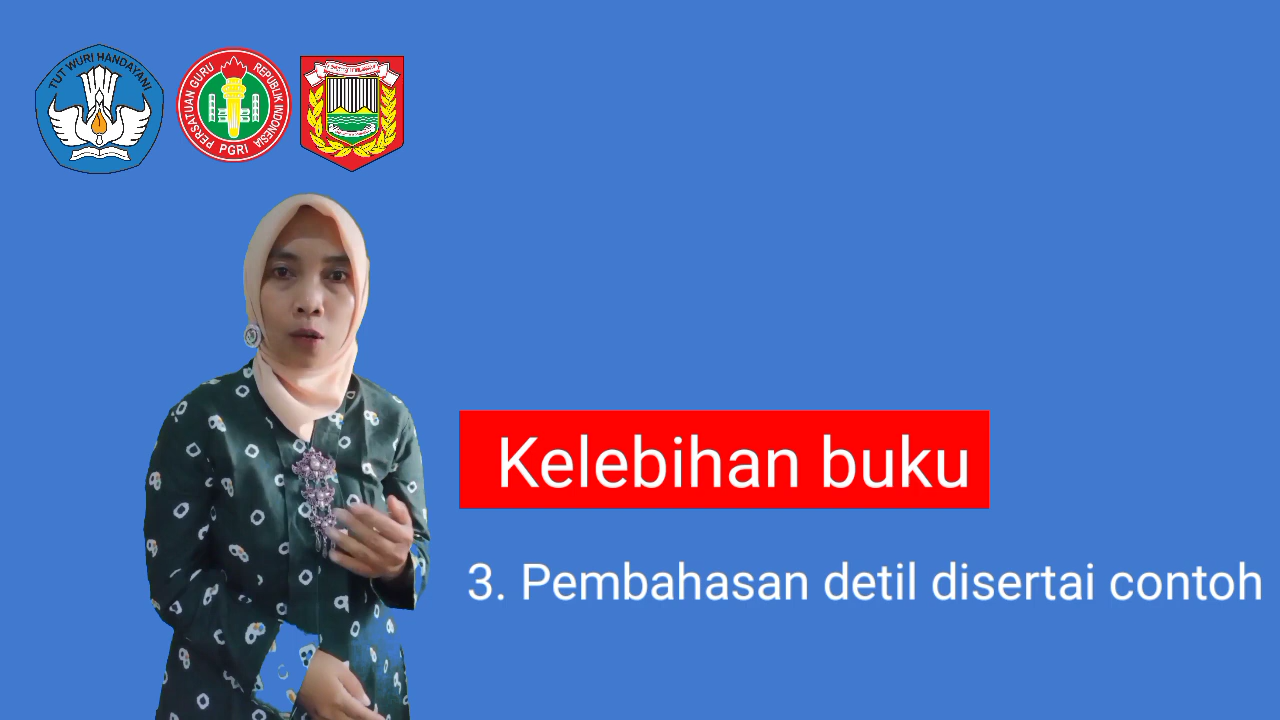 TUT WURI HANDAYANI
PERSATUAN GURU REPUBLIK INDONESIA
PGRI
Kelebihan buku
3. Pembahasan detil disertai contoh